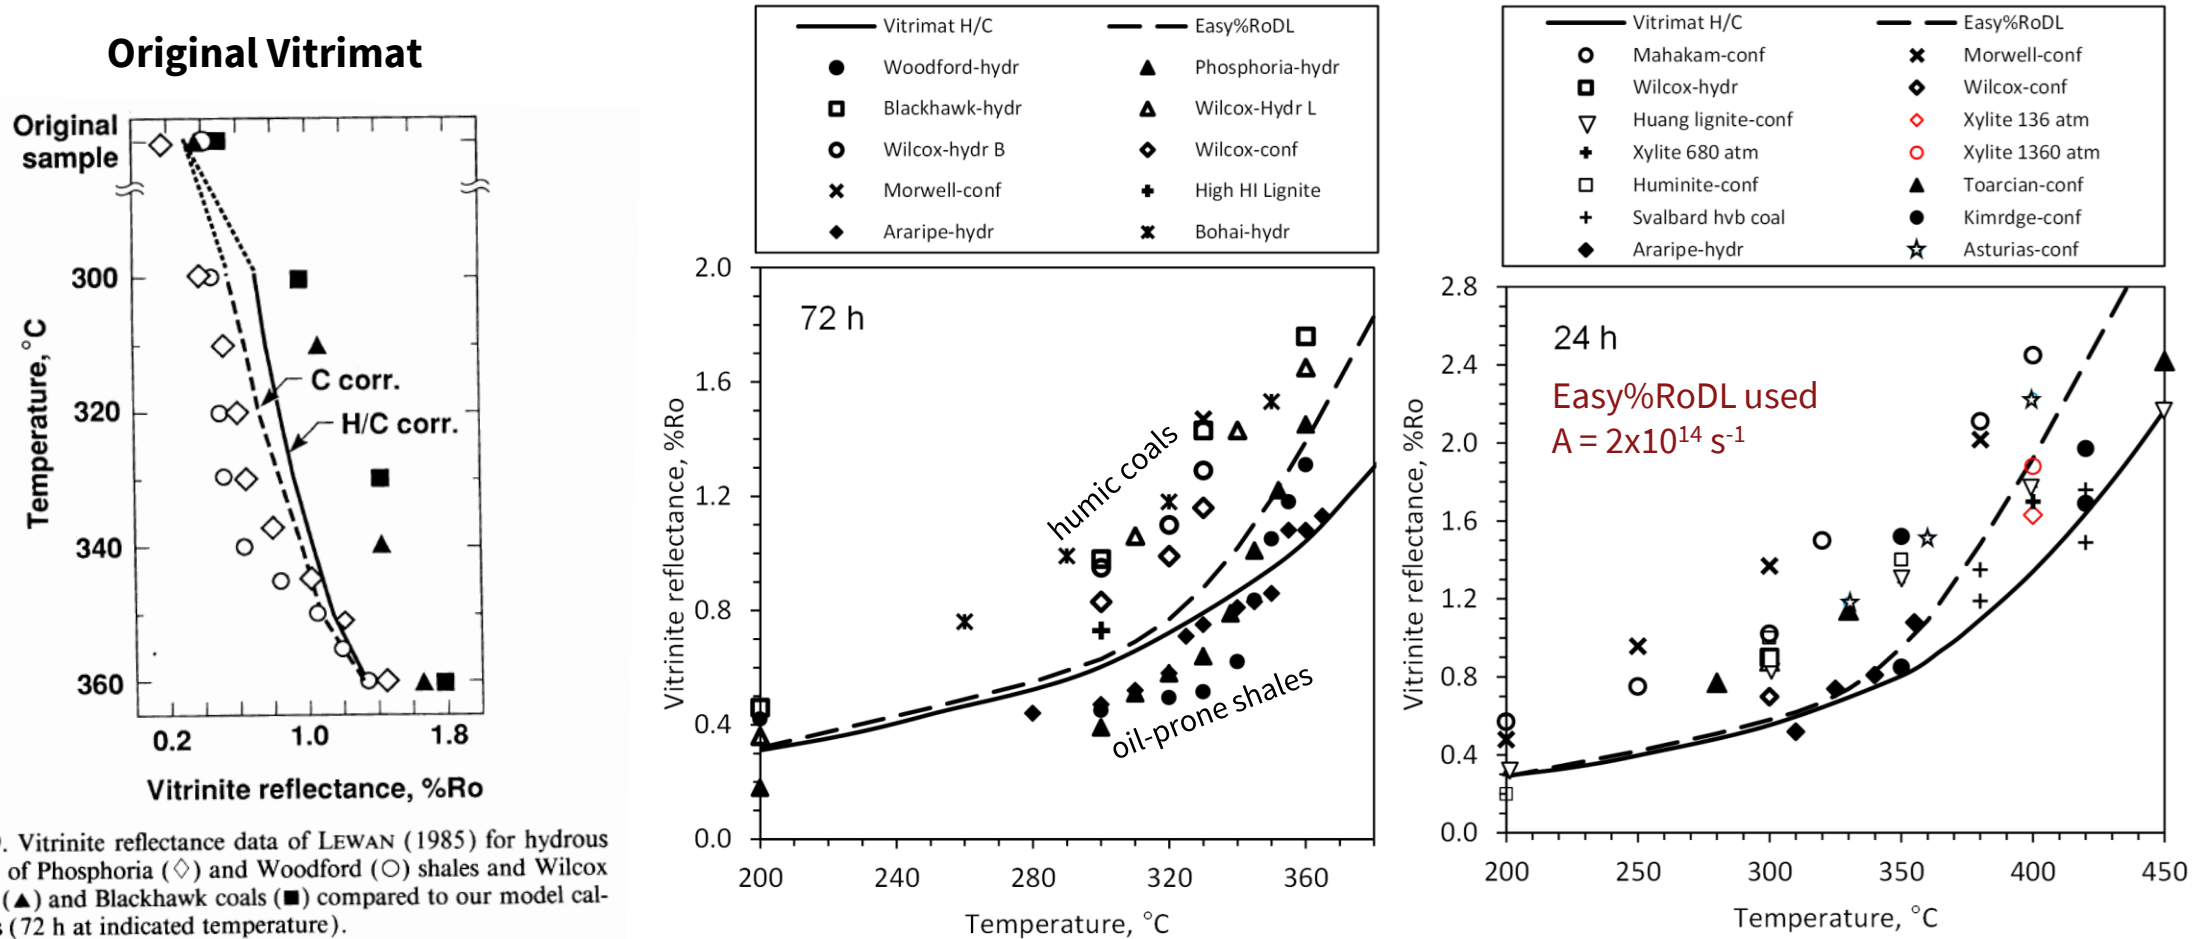 Original Vitrimat
Original
sample
300
320
340
360
Temperature, °C
C corr.
H/C corr.
0.2 1.0 1.8
Vitrinite reflectance, %Ro
. Vitrinite reflectance data of LEWAN (1985) for hydrous
of Phosphoria (◇) and Woodford (○) shales and Wilcox
(▲) and Blackhawk coals (■) compared to our model cal-
(72 h at indicated temperature).
Vitrimat H/C Easy%RoDL
Woodford-hydr Phosphoria-hydr
Blackhawk-hydr Wilcox-Hydr L
Wilcox-hydr B Wilcox-conf
Morwell-conf High HI Lignite
Araripe-hydr Bohai-hydr
2.0
1.6
1.2
0.8
0.4
0.0
Vitrinite reflectance, %Ro
72 h
humic coals
oil-prone shales
200 240 280 320 360
Temperature, °C
Vitrimat H/C Easy%RoDL
Mahakam-conf Morwell-conf
Wilcox-hydr Wilcox-conf
Huang lignite-conf Xylite 136 atm
Xylite 680 atm Xylite 1360 atm
Huminite-conf Toarcian-conf
Svalbard hvb coal Kimrdge-conf
Araripe-hydr Asturias-conf
2.8
2.4
2.0
1.6
1.2
0.8
0.4
0.0
Vitrinite reflectance, %Ro
24 h
Easy%RoDL used
A = 2x10¹⁴ s⁻¹
200 250 300 350 400 450
Temperature, °C